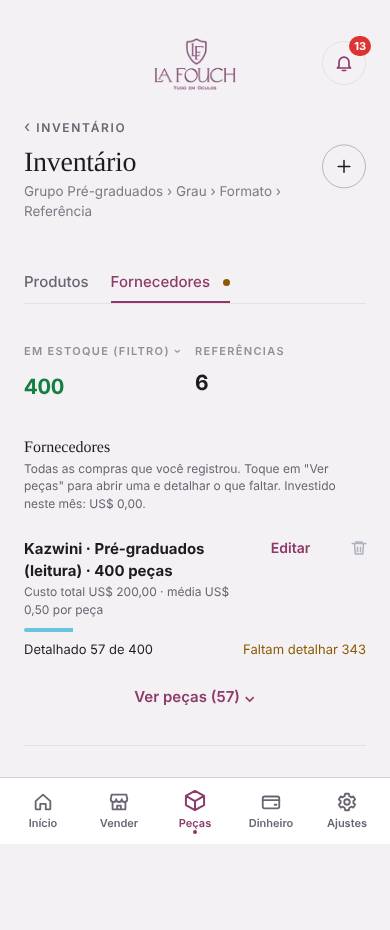 LF
LA FOUCH
TUDO EM ÓCULOS
13
‹ INVENTÁRIO
Inventário
Grupo Pré-graduados › Grau › Formato ›
Referência
Produtos
Fornecedores
EM ESTOQUE (FILTRO)
REFERÊNCIAS
400
6
Fornecedores
Todas as compras que você registrou. Toque em "Ver
peças" para abrir uma e detalhar o que faltar. Investido
neste mês: US$ 0,00.
Kazwini · Pré-graduados
(leitura) · 400 peças
Editar
Custo total US$ 200,00 · média US$
0,50 por peça
Detalhado 57 de 400
Faltam detalhar 343
Ver peças (57)
Início
Vender
Peças
Dinheiro
Ajustes